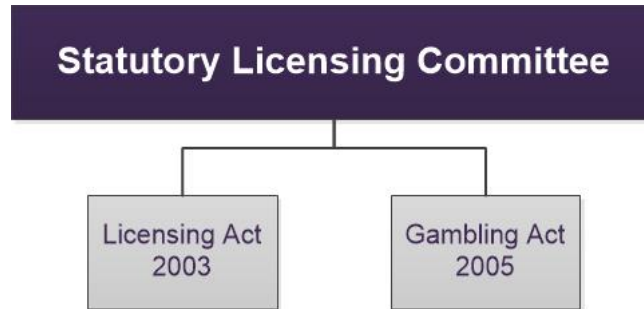 Statutory Licensing Committee
Licensing Act
2003
Gambling Act
2005